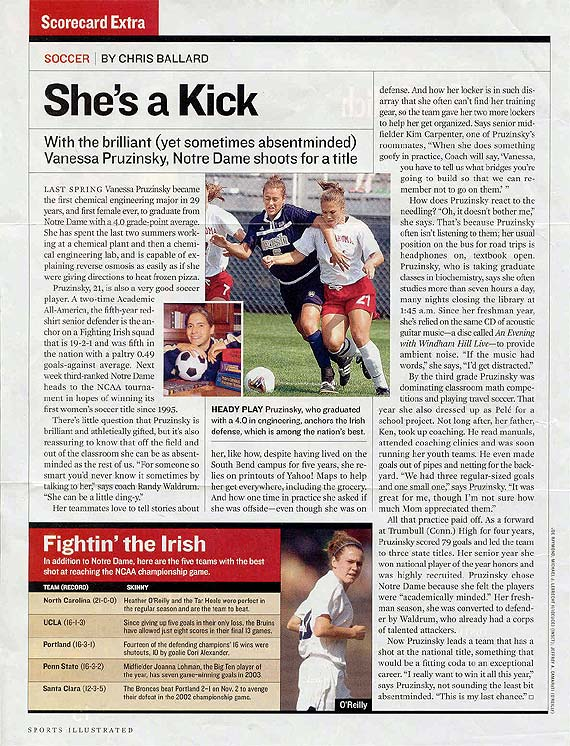 Scorecard Extra
SOCCER | BY CHRIS BALLARD
She's a Kick
With the brilliant (yet sometimes absentminded)
Vanessa Pruzinsky, Notre Dame shoots for a title
LAST SPRING Vanessa Pruzinsky became
the first chemical engineering major in 29
years, and first female ever, to graduate from
Notre Dame with a 4.0 grade-point average.
She has spent the last two summers work-
ing at a chemical plant and then a chemi-
cal engineering lab, and is capable of ex-
plaining reverse osmosis as easily as if she
were giving directions to heat frozen pizza.
Pruzinsky, 21, is also a very good soccer
player. A two-time Academic
All-America, the fifth-year red-
shirt senior defender is the an-
chor on a Fighting Irish squad
that is 19-2-1 and was fifth in
the nation with a paltry 0.49
goals-against average. Next
week third-ranked Notre Dame
heads to the NCAA tourna-
ment in hopes of winning its
first women's soccer title since 1995.
There's little question that Pruzinsky is
brilliant and athletically gifted, but it's also
reassuring to know that off the field and
out of the classroom she can be as absent-
minded as the rest of us. "For someone so
smart you'd never know it sometimes by
talking to her," says coach Randy Waldrum.
"She can be a little ding-y."
Her teammates love to tell stories about
HEADY PLAY Pruzinsky, who graduated
with a 4.0 in engineering, anchors the Irish
defense, which is among the nation's best.
her, like how, despite having lived on the
South Bend campus for five years, she re-
lies on printouts of Yahoo! Maps to help
her get everywhere, including the grocery.
And how one time in practice she asked if
she was offside—even though she was on
defense. And how her locker is in such dis-
array that she often can't find her training
gear, so the team gave her two more lockers
to help her get organized. Says senior mid-
fielder Kim Carpenter, one of Pruzinsky's
roommates, "When she does something
goofy in practice, Coach will say, 'Vanessa,
you have to tell us what bridges you're
going to build so that we can re-
member not to go on them.' "
How does Pruzinsky react to the
needling? "Oh, it doesn't bother me,"
she says. That's because Pruzinsky
often isn't listening to them; her usual
position on the bus for road trips is
headphones on, textbook open.
Pruzinsky, who is taking graduate
classes in biochemistry, says she often
studies more than seven hours a day,
many nights closing the library at
1:45 a.m. Since her freshman year,
she's relied on the same CD of acoustic
guitar music—a disc called An Evening
with Windham Hill Live—to provide
ambient noise. "If the music had
words," she says, "I'd get distracted."
By the third grade Pruzinsky was
dominating classroom math compe-
titions and playing travel soccer. That
year she also dressed up as Pelé for a
school project. Not long after, her father,
Ken, took up coaching. He read manuals,
attended coaching clinics and was soon
running her youth teams. He even made
goals out of pipes and netting for the back-
yard. "We had three regular-sized goals
and one small one," says Pruzinsky. "It was
great for me, though I'm not sure how
much Mom appreciated them."
All that practice paid off. As a forward
at Trumbull (Conn.) High for four years,
Pruzinsky scored 79 goals and led the team
to three state titles. Her senior year she
won national player of the year honors and
was highly recruited. Pruzinsky chose
Notre Dame because she felt the players
were "academically minded." Her fresh-
man season, she was converted to defend-
er by Waldrum, who already had a corps
of talented attackers.
Now Pruzinsky leads a team that has a
shot at the national title, something that
would be a fitting coda to an exceptional
career. "I really want to win it all this year,"
says Pruzinsky, not sounding the least bit
absentminded. "This is my last chance." □
Fightin' the Irish
In addition to Notre Dame, here are the five teams with the best
shot at reaching the NCAA championship game.
TEAM (RECORD) SKINNY
North Carolina (21-0-0) Heather O'Reilly and the Tar Heels were perfect in
the regular season and are the team to beat.
UCLA (16-1-3) Since giving up five goals in their only loss, the Bruins
have allowed just eight scores in their final 13 games.
Portland (16-3-1) Fourteen of the defending champions' 16 wins were
shutouts, 10 by goalie Cori Alexander.
Penn State (16-3-2) Midfielder Joanna Lohman, the Big Ten player of
the year, has seven game-winning goals in 2003.
Santa Clara (12-3-5) The Broncos beat Portland 2–1 on Nov. 2 to avenge
their defeat in the 2002 championship game.
O'Reilly
SPORTS ILLUSTRATED